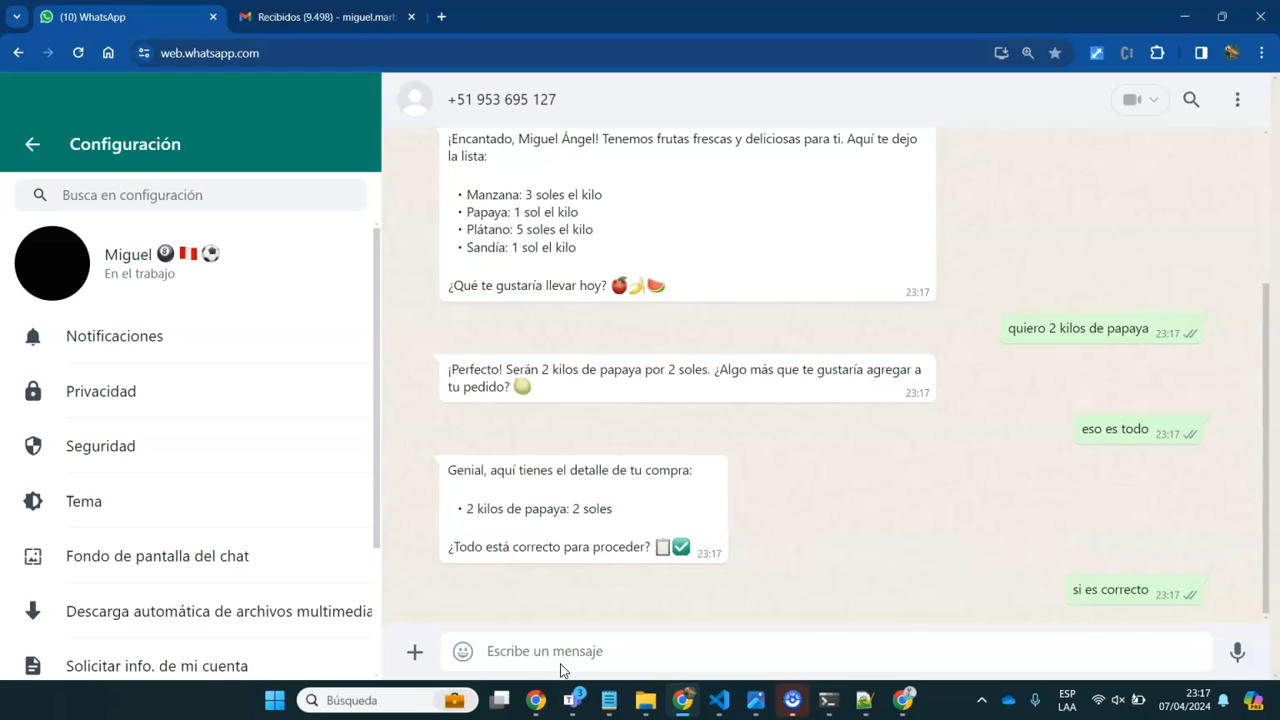 (10) WhatsApp
Recibidos (9.498) - miguel.mart
web.whatsapp.com
Configuración
Busca en configuración
Miguel 🎱 🇵🇪 ⚽
En el trabajo
Notificaciones
Privacidad
Seguridad
Tema
Fondo de pantalla del chat
Descarga automática de archivos multimedia
Solicitar info. de mi cuenta
+51 953 695 127
¡Encantado, Miguel Ángel! Tenemos frutas frescas y deliciosas para ti. Aquí te dejo
la lista:
• Manzana: 3 soles el kilo
• Papaya: 1 sol el kilo
• Plátano: 5 soles el kilo
• Sandía: 1 sol el kilo
¿Qué te gustaría llevar hoy? 🍎🍌🍉
23:17
quiero 2 kilos de papaya 23:17
¡Perfecto! Serán 2 kilos de papaya por 2 soles. ¿Algo más que te gustaría agregar a
tu pedido? 🍈
23:17
eso es todo 23:17
Genial, aquí tienes el detalle de tu compra:
• 2 kilos de papaya: 2 soles
¿Todo está correcto para proceder? 📋✅ 23:17
si es correcto 23:17
Escribe un mensaje
Búsqueda
3
ESP
LAA
23:17
07/04/2024